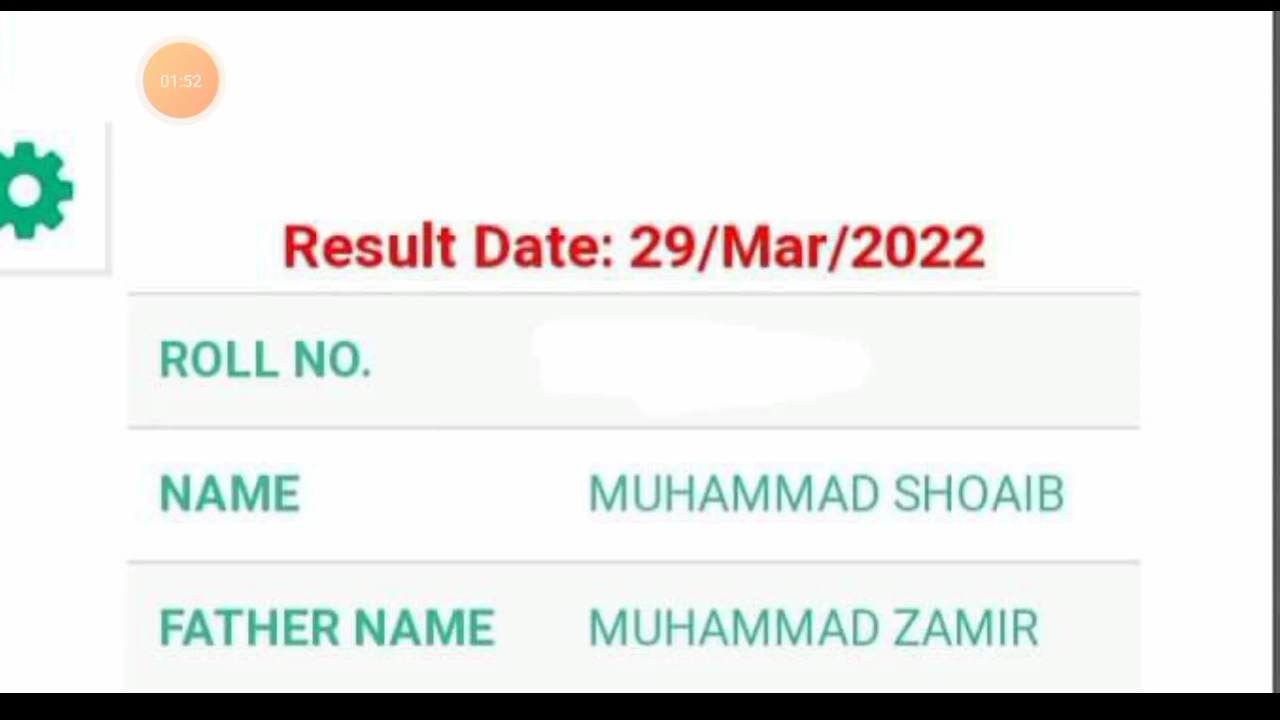 01:52
Result Date: 29/Mar/2022
ROLL NO.
NAME MUHAMMAD SHOAIB
FATHER NAME MUHAMMAD ZAMIR